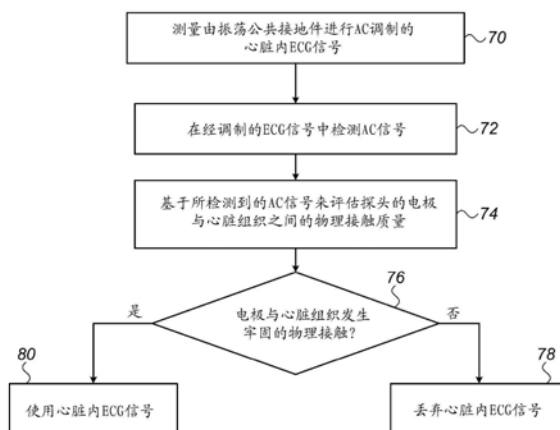 测量由振荡公共接地件进行AC调制的
心脏内ECG信号
70
在经调制的ECG信号中检测AC信号
72
基于所检测到的AC信号来评估探头的电极
与心脏组织之间的物理接触质量
74
76
电极与心脏组织发生
牢固的物理接触?
是
否
80
78
使用心脏内ECG信号
丢弃心脏内ECG信号